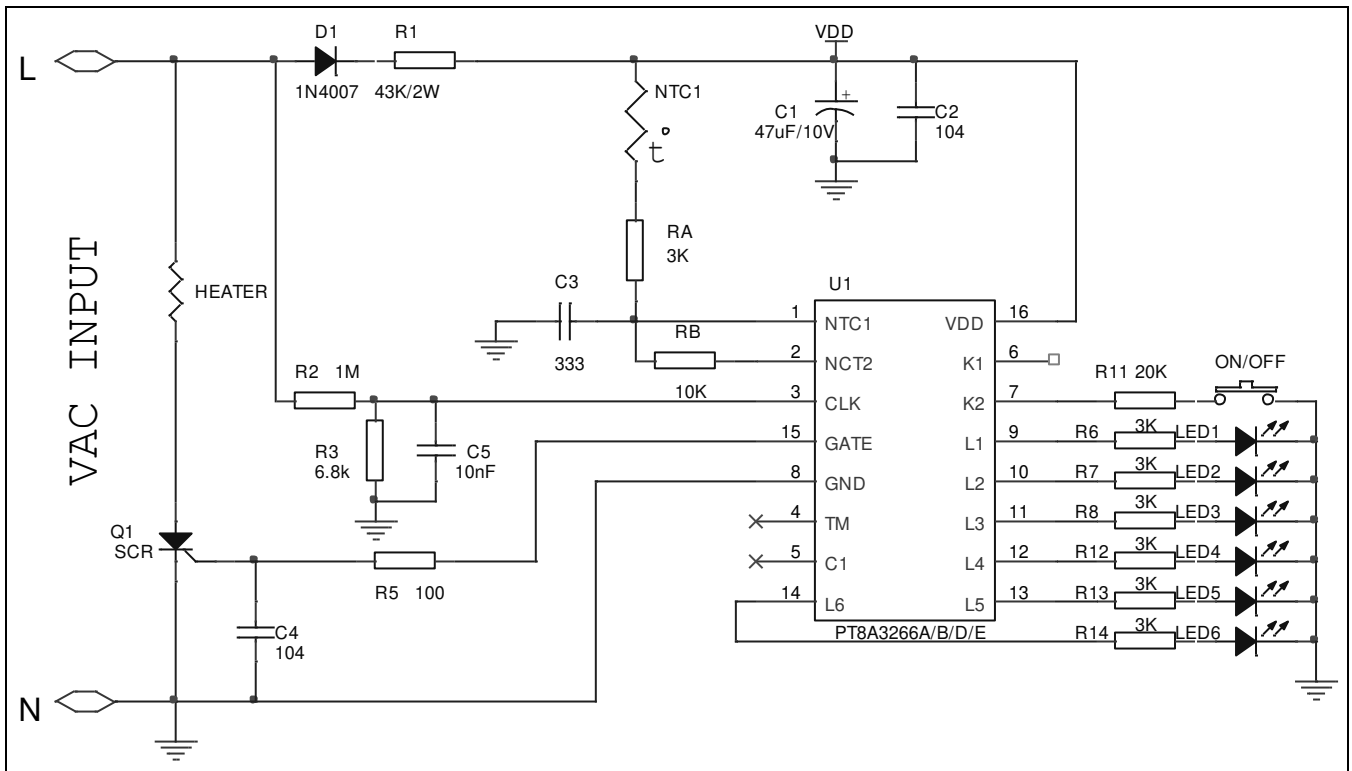 L
D1
R1
1N4007
43K/2W
VDD
NTC1
t°
C1
47uF/10V
+
C2
104
VAC INPUT
HEATER
RA
3K
C3
333
RB
10K
U1
1
NTC1
2
NCT2
3
CLK
15
GATE
8
GND
4
TM
5
C1
14
L6
VDD
16
K1
6
K2
7
L1
9
L2
10
L3
11
L4
12
L5
13
PT8A3266A/B/D/E
R2 1M
R3
6.8k
C5
10nF
R11 20K
ON/OFF
R6
3K
LED1
R7
3K
LED2
R8
3K
LED3
R12
3K
LED4
R13
3K
LED5
R14
3K
LED6
Q1
SCR
R5 100
C4
104
N